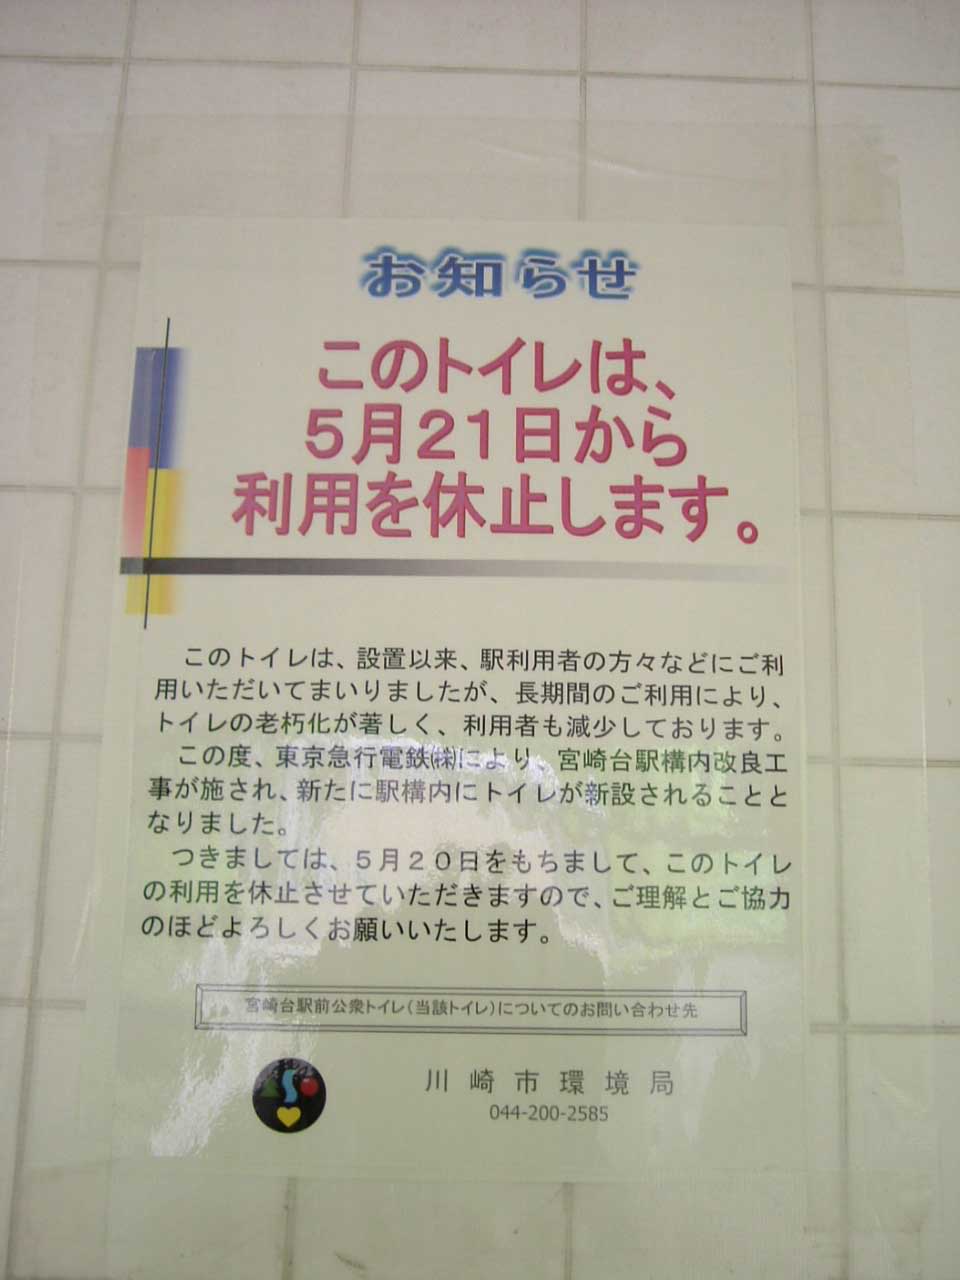 お知らせ
このトイレは、
５月２１日から
利用を休止します。
このトイレは、設置以来、駅利用者の方々などにご利
用いただいてまいりましたが、長期間のご利用により、
トイレの老朽化が著しく、利用者も減少しております。
この度、東京急行電鉄㈱により、宮崎台駅構内改良工
事が施され、新たに駅構内にトイレが新設されることと
なりました。
つきましては、５月２０日をもちまして、このトイレ
の利用を休止させていただきますので、ご理解とご協力
のほどよろしくお願いいたします。
宮崎台駅前公衆トイレ（当該トイレ）についてのお問い合わせ先
川崎市環境局
044-200-2585